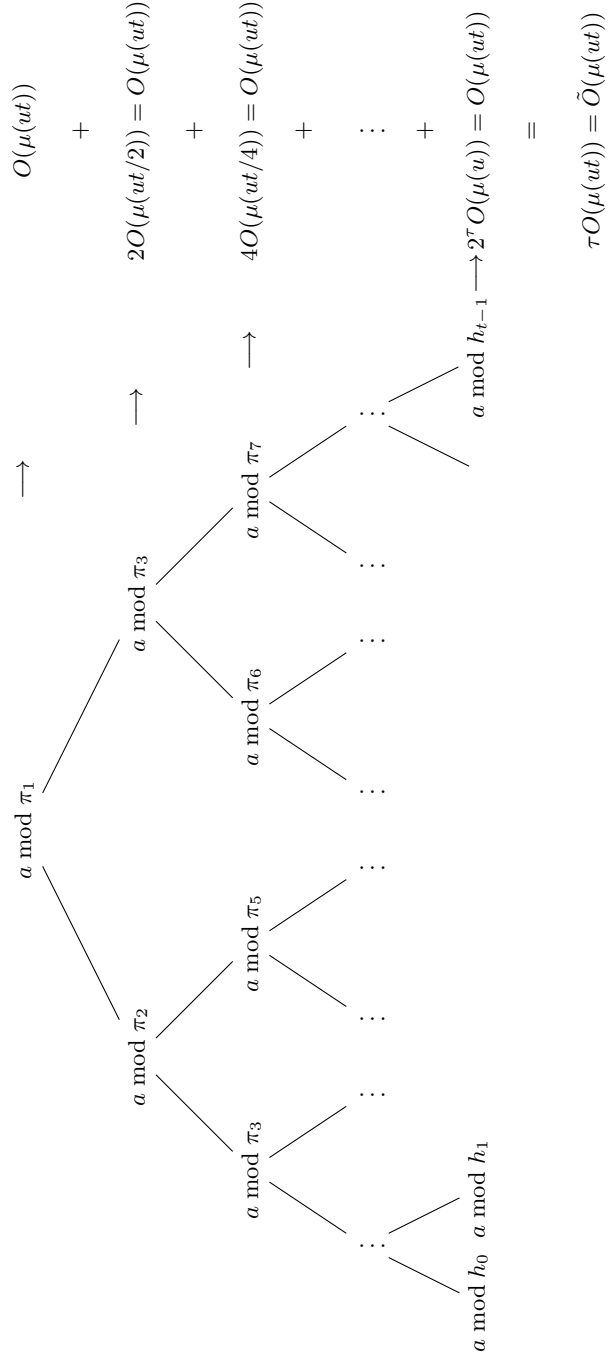 a mod π₁ ⟶ O(μ(ut))
+
a mod π₂ a mod π₃ ⟶ 2O(μ(ut/2)) = O(μ(ut))
+
a mod π₃ a mod π₅ a mod π₆ a mod π₇ ⟶ 4O(μ(ut/4)) = O(μ(ut))
+
... ... ... ... ... ... ... ... ...
+
a mod h₀ a mod h₁ a mod hₜ₋₁ ⟶ 2^τ O(μ(u)) = O(μ(ut))
=
τO(μ(ut)) = Õ(μ(ut))